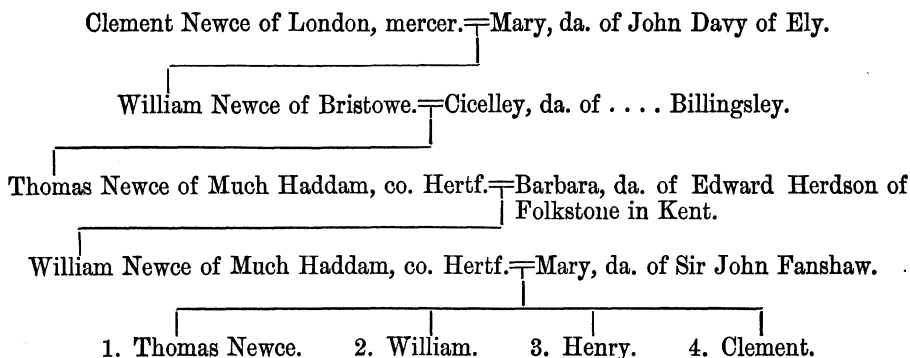 Clement Newce of London, mercer.=Mary, da. of John Davy of Ely.
William Newce of Bristowe.=Cicelley, da. of .... Billingsley.
Thomas Newce of Much Haddam, co. Hertf.=Barbara, da. of Edward Herdson of
Folkstone in Kent.
William Newce of Much Haddam, co. Hertf.=Mary, da. of Sir John Fanshaw.
1. Thomas Newce. 2. William. 3. Henry. 4. Clement.